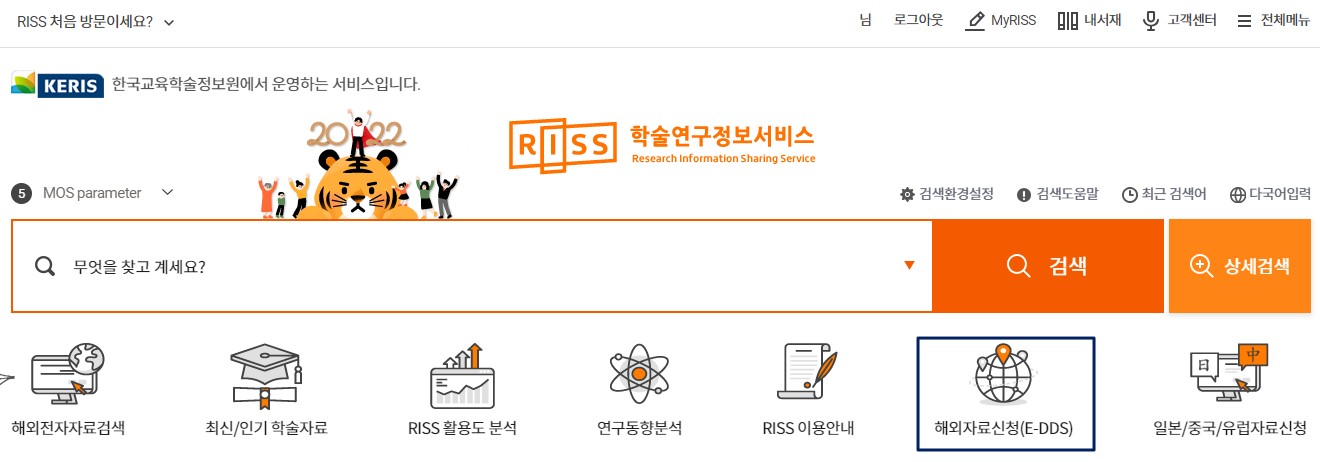 RISS 처음 방문이세요?
님 로그아웃 MyRISS 내서재 고객센터 전체메뉴
KERIS 한국교육학술정보원에서 운영하는 서비스입니다.
2022
RISS 학술연구정보서비스
Research Information Sharing Service
5 MOS parameter
검색환경설정 검색도움말 최근 검색어 다국어입력
무엇을 찾고 계세요? 검색 상세검색
日 中
해외전자자료검색 최신/인기 학술자료 RISS 활용도 분석 연구동향분석 RISS 이용안내 해외자료신청(E-DDS) 일본/중국/유럽자료신청